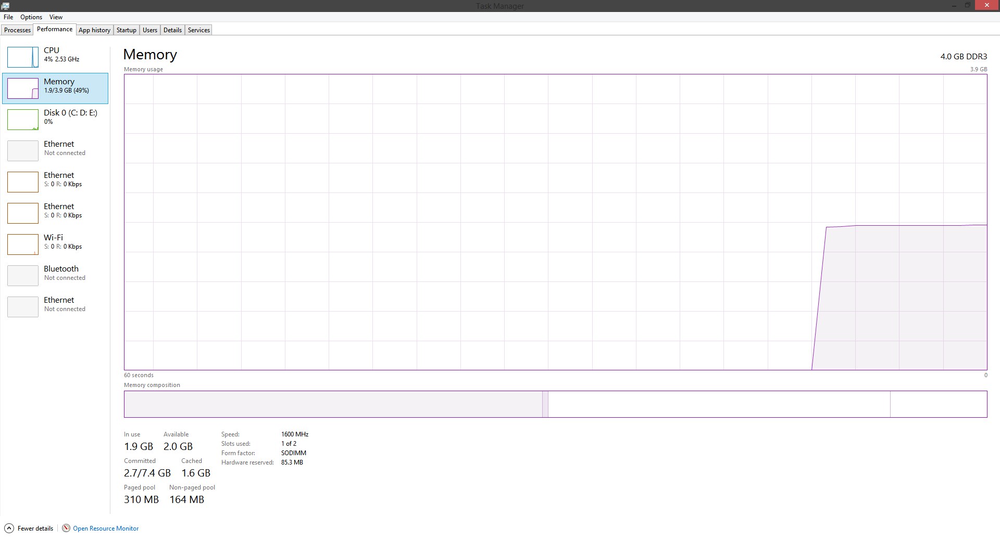 Task Manager
File Options View
Processes Performance App history Startup Users Details Services
CPU
4% 2.53 GHz
Memory
1.9/3.9 GB (49%)
Disk 0 (C: D: E:)
0%
Ethernet
Not connected
Ethernet
S: 0 R: 0 Kbps
Ethernet
S: 0 R: 0 Kbps
Wi-Fi
S: 0 R: 0 Kbps
Bluetooth
Not connected
Ethernet
Not connected
Memory 4.0 GB DDR3
Memory usage 3.9 GB
60 seconds 0
Memory composition
In use Available
1.9 GB 2.0 GB
Committed Cached
2.7/7.4 GB 1.6 GB
Paged pool Non-paged pool
310 MB 164 MB
Speed: 1600 MHz
Slots used: 1 of 2
Form factor: SODIMM
Hardware reserved: 85.3 MB
Fewer details Open Resource Monitor